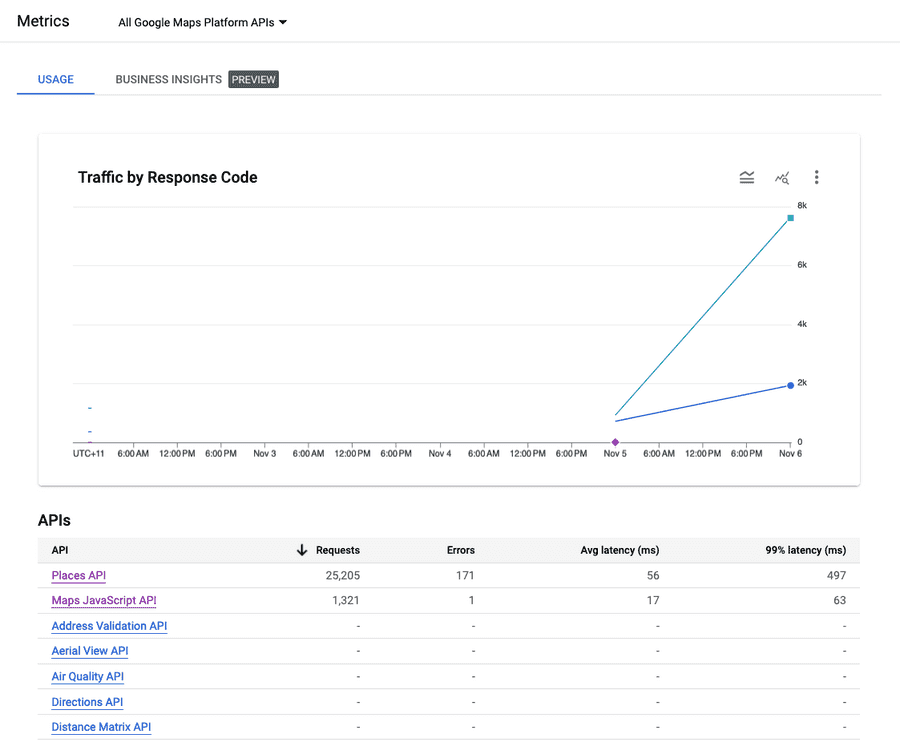 Metrics All Google Maps Platform APIs
USAGE BUSINESS INSIGHTS PREVIEW
Traffic by Response Code
8k
6k
4k
2k
0
UTC+11 6:00 AM 12:00 PM 6:00 PM Nov 3 6:00 AM 12:00 PM 6:00 PM Nov 4 6:00 AM 12:00 PM 6:00 PM Nov 5 6:00 AM 12:00 PM 6:00 PM Nov 6
APIs
API Requests Errors Avg latency (ms) 99% latency (ms)
Places API 25,205 171 56 497
Maps JavaScript API 1,321 1 17 63
Address Validation API - - - -
Aerial View API - - - -
Air Quality API - - - -
Directions API - - - -
Distance Matrix API - - - -